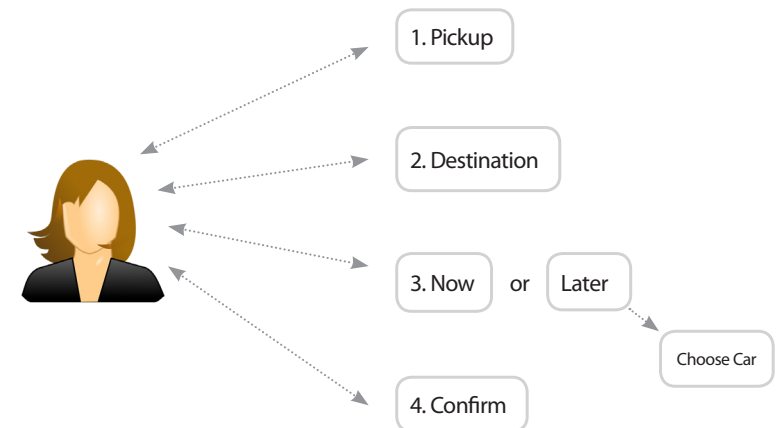 1. Pickup
2. Destination
3. Now or Later
Choose Car
4. Confirm